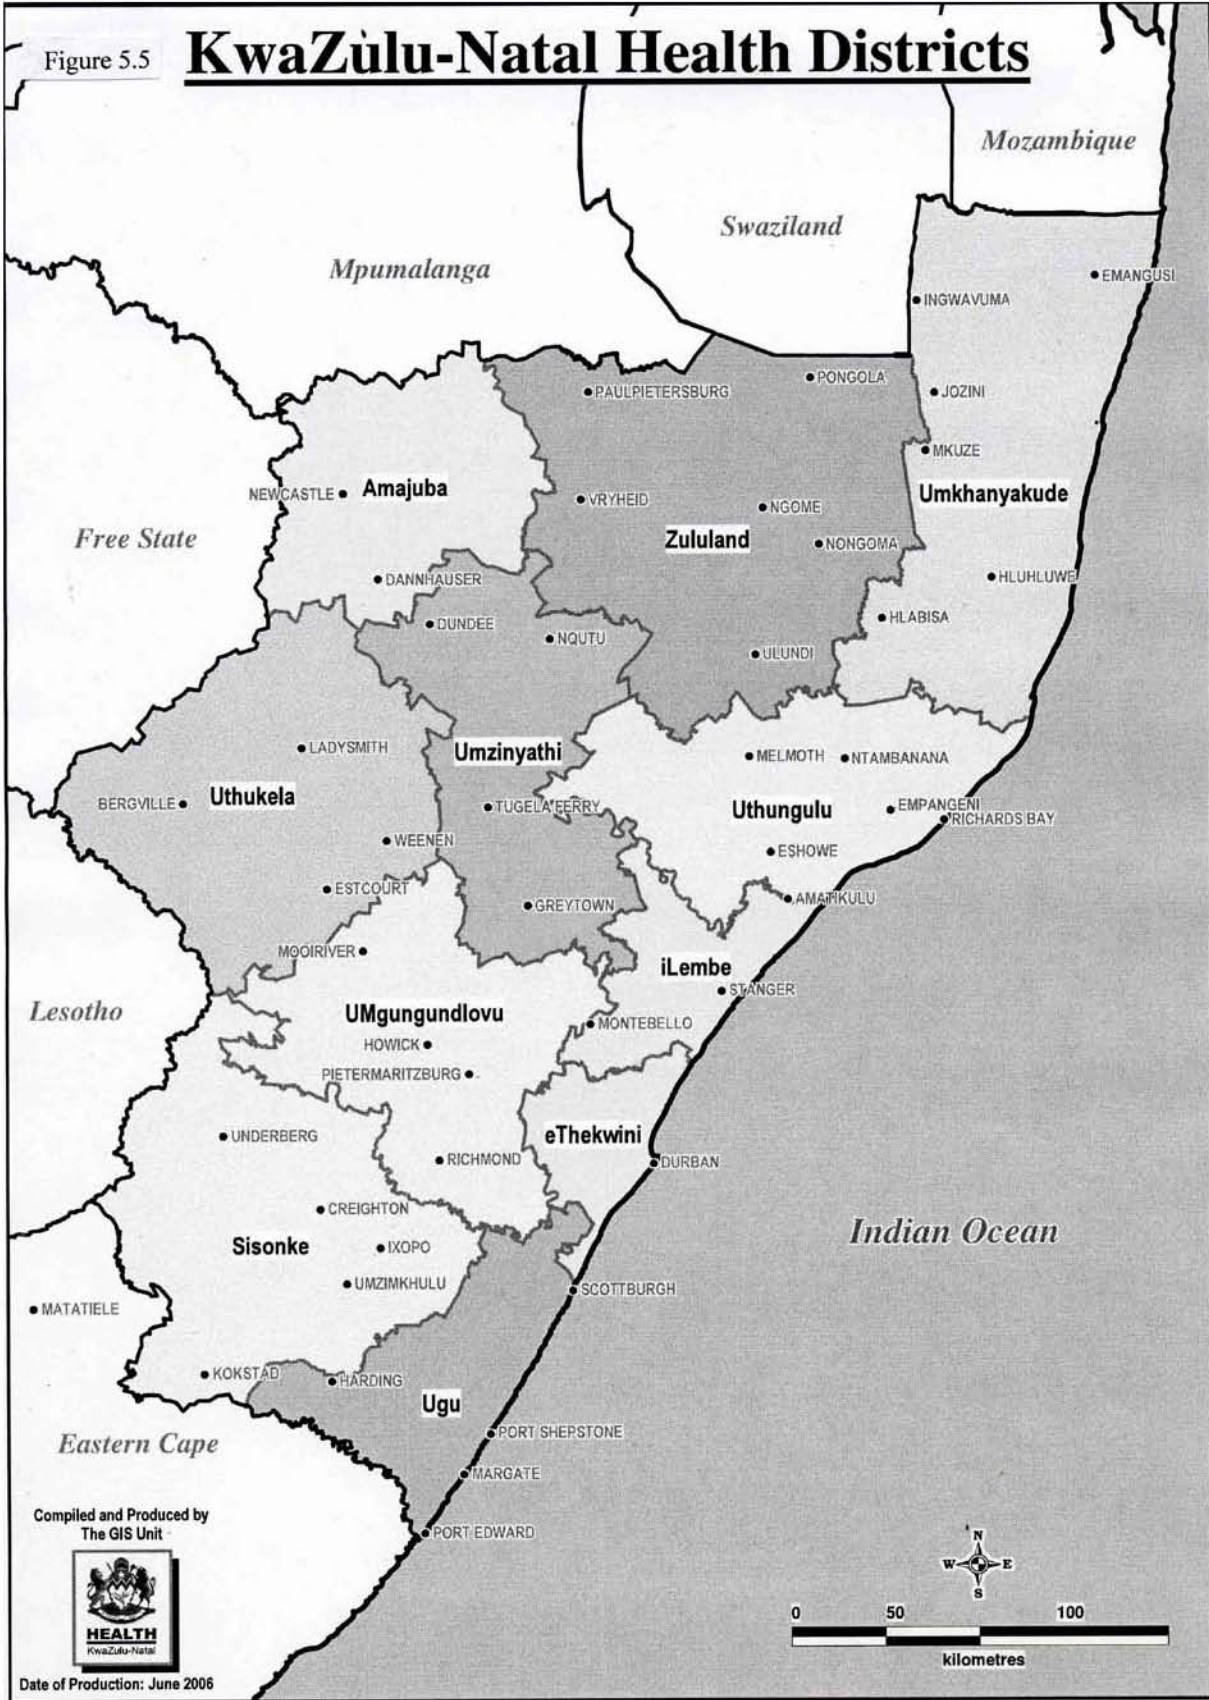 Figure 5.5
KwaZulu-Natal Health Districts
Mozambique
Swaziland
Mpumalanga
EMANGUSI
INGWAVUMA
PONGOLA
PAULPIETERSBURG
JOZINI
MKUZE
NEWCASTLE
Amajuba
Umkhanyakude
VRYHEID
NGOME
Free State
Zululand
NONGOMA
DANNHAUSER
HLUHLUWE
HLABISA
DUNDEE
NQUTU
ULUNDI
LADYSMITH
Umzinyathi
MELMOTH
NTAMBANANA
BERGVILLE
Uthukela
TUGELA FERRY
Uthungulu
EMPANGENI
RICHARDS BAY
WEENEN
ESHOWE
ESTCOURT
GREYTOWN
AMATIKULU
MOOIRIVER
iLembe
STANGER
Lesotho
UMgungundlovu
MONTEBELLO
HOWICK
PIETERMARITZBURG
UNDERBERG
eThekwini
RICHMOND
DURBAN
CREIGHTON
Indian Ocean
Sisonke
IXOPO
UMZIMKHULU
SCOTTBURGH
MATATIELE
KOKSTAD
HARDING
Ugu
PORT SHEPSTONE
Eastern Cape
MARGATE
PORT EDWARD
Compiled and Produced by
The GIS Unit
HEALTH
KwaZulu-Natal
Date of Production: June 2006
N
W E
S
0 50 100
kilometres